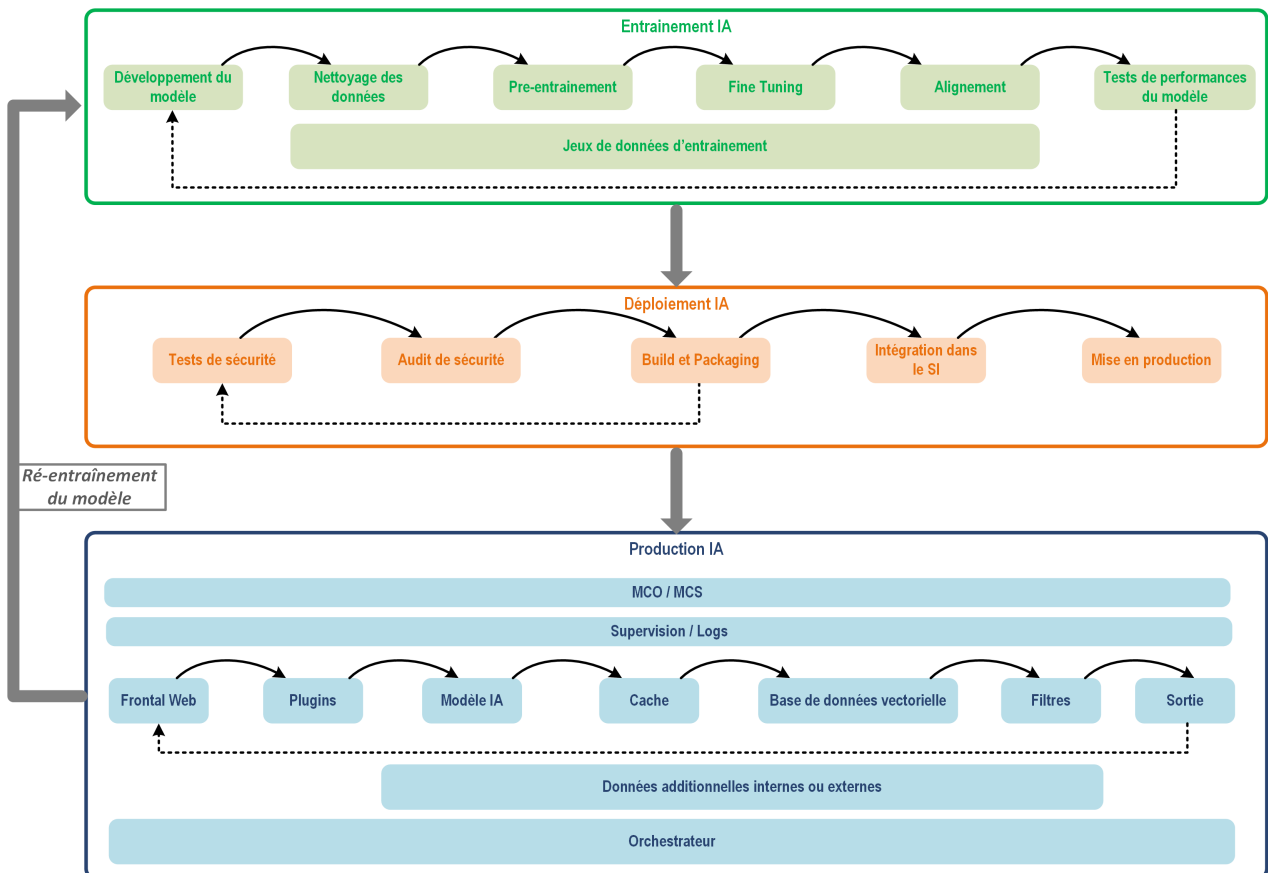 Entrainement IA
Développement du
modèle
Nettoyage des
données
Pre-entrainement
Fine Tuning
Alignement
Tests de performances
du modèle
Jeux de données d'entrainement
Déploiement IA
Tests de sécurité
Audit de sécurité
Build et Packaging
Intégration dans
le SI
Mise en production
Ré-entraînement
du modèle
Production IA
MCO / MCS
Supervision / Logs
Frontal Web
Plugins
Modèle IA
Cache
Base de données vectorielle
Filtres
Sortie
Données additionnelles internes ou externes
Orchestrateur